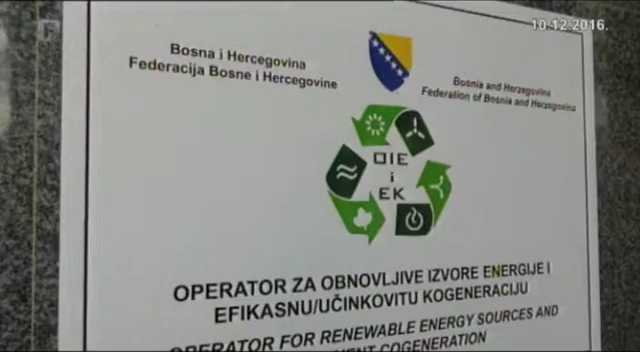 10.12.2016.
Bosna i Hercegovina
Federacija Bosne i Hercegovine
Bosnia and Herzegovina
Federation of Bosnia and Herzegovina
OIE
i
EK
OPERATOR ZA OBNOVLJIVE IZVORE ENERGIJE I
EFIKASNU/UČINKOVITU KOGENERACIJU
OPERATOR FOR RENEWABLE ENERGY SOURCES AND
COGENERATION